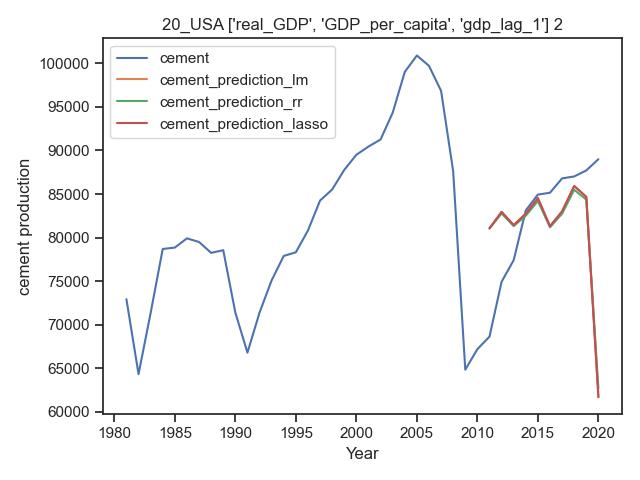 20_USA ['real_GDP', 'GDP_per_capita', 'gdp_lag_1'] 2
cement
cement_prediction_lm
cement_prediction_rr
cement_prediction_lasso
cement production
100000
95000
90000
85000
80000
75000
70000
65000
60000
1980 1985 1990 1995 2000 2005 2010 2015 2020
Year